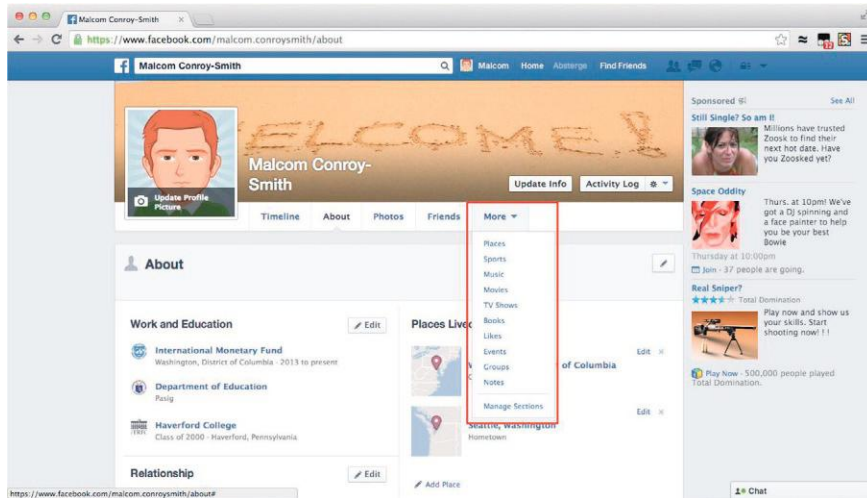 Malcom Conroy-Smith
https://www.facebook.com/malcom.conroysmith/about
Malcom Conroy-Smith
Malcom Home Absterge Find Friends
WELCOME!
Malcom Conroy-
Smith
Update Profile
Picture
Update Info
Activity Log
Timeline About Photos Friends More
Places
Sports
Music
Movies
TV Shows
Books
Likes
Events
Groups
Notes
Manage Sections
About
Work and Education
Edit
International Monetary Fund
Washington, District of Columbia · 2013 to present
Department of Education
Pasig
Haverford College
Class of 2000 · Haverford, Pennsylvania
Relationship
Edit
Places Live
of Columbia
Edit
Seattle, Washington
Hometown
Edit
Add Place
Sponsored
See All
Still Single? So am I!
Millions have trusted
Zoosk to find their
next hot date. Have
you Zoosked yet?
Space Oddity
Thurs. at 10pm! We've
got a DJ spinning and
a face painter to help
you be your best
Bowie
Thursday at 10:00pm
Join · 37 people are going.
Real Sniper?
Total Domination
Play now and show us
your skills. Start
shooting now! ! !
Play Now · 500,000 people played
Total Domination.
Chat
https://www.facebook.com/malcom.conroysmith/about#